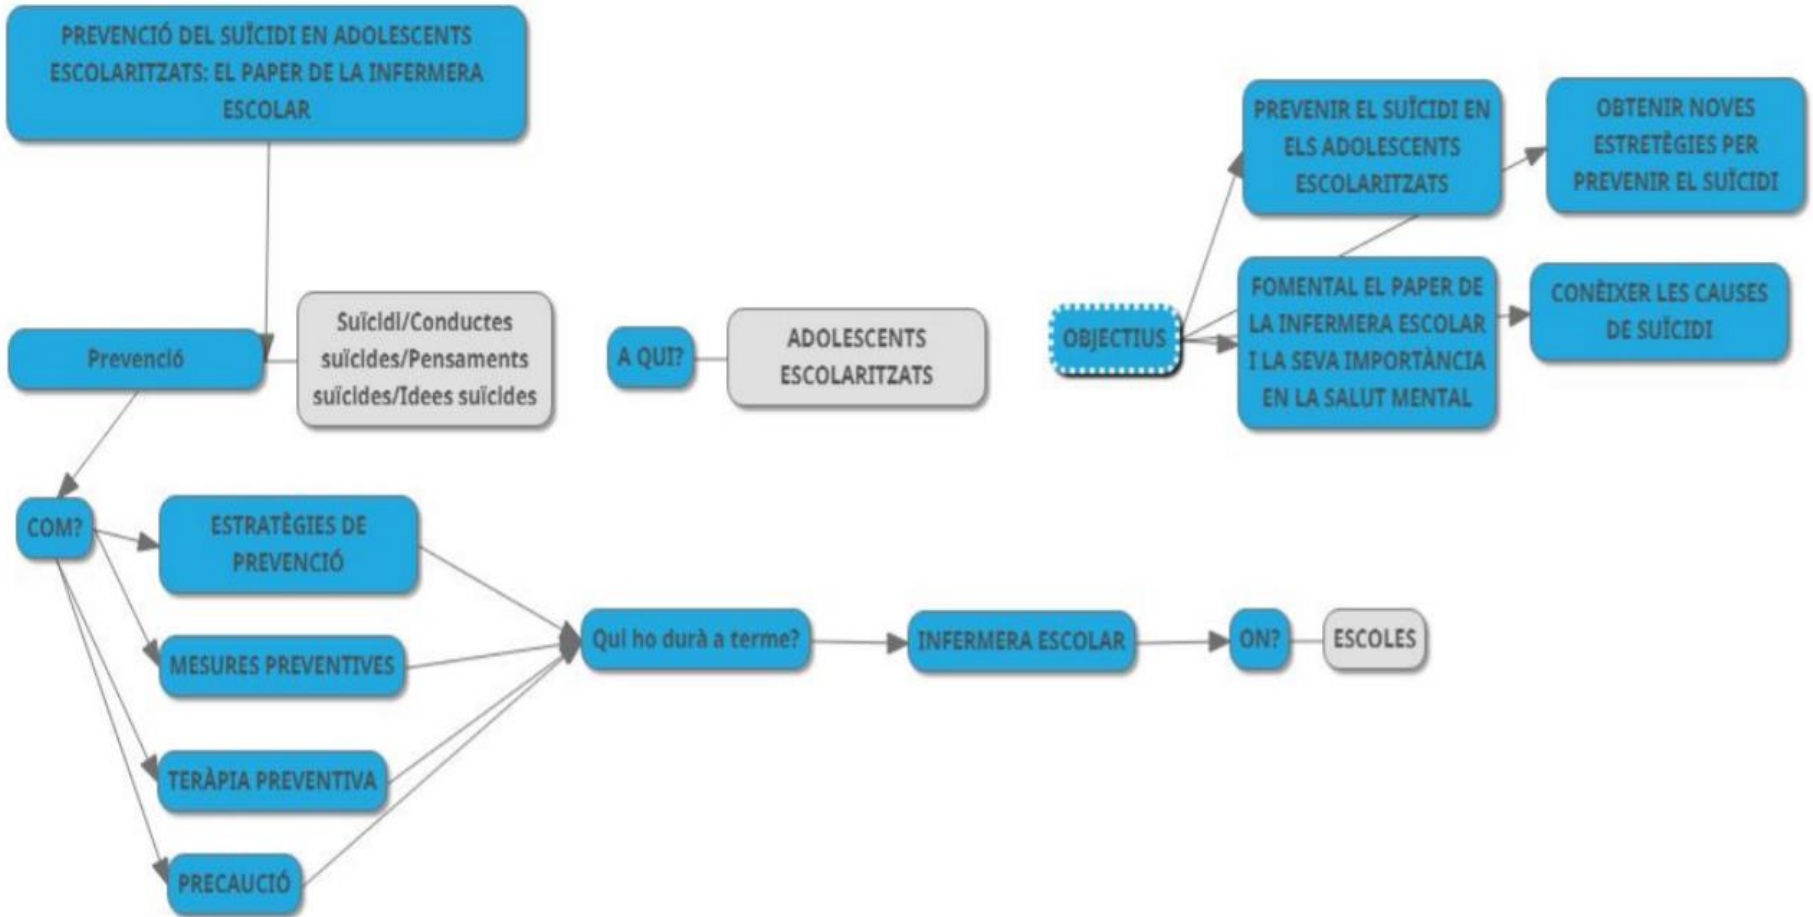 PREVENCIÓ DEL SUÏCIDI EN ADOLESCENTS
ESCOLARITZATS: EL PAPER DE LA INFERMERA
ESCOLAR
Prevenció
Suïcidi/Conductes
suïcides/Pensaments
suïcides/Idees suïcides
A QUI?
ADOLESCENTS
ESCOLARITZATS
OBJECTIUS
PREVENIR EL SUÏCIDI EN
ELS ADOLESCENTS
ESCOLARITZATS
OBTENIR NOVES
ESTRETÈGIES PER
PREVENIR EL SUÏCIDI
FOMENTAL EL PAPER DE
LA INFERMERA ESCOLAR
I LA SEVA IMPORTÀNCIA
EN LA SALUT MENTAL
CONÈIXER LES CAUSES
DE SUÏCIDI
COM?
ESTRATÈGIES DE
PREVENCIÓ
MESURES PREVENTIVES
TERÀPIA PREVENTIVA
PRECAUCIÓ
Qui ho durà a terme?
INFERMERA ESCOLAR
ON?
ESCOLES